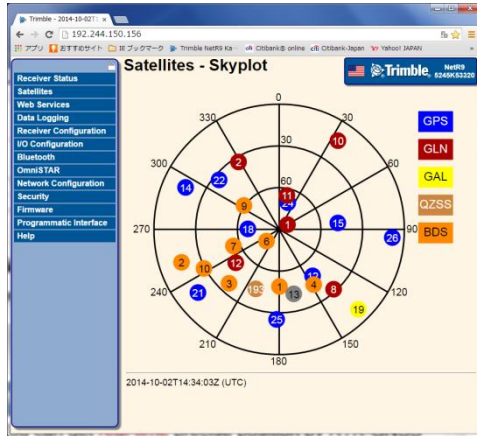 Trimble - 2014-10-02T1
192.244.150.156
アプリ おすすめサイト IE ブックマーク Trimble NetR9 Ka Citibank® online Citibank-Japan Yahoo! JAPAN
Receiver Status
Satellites
Web Services
Data Logging
Receiver Configuration
I/O Configuration
Bluetooth
OmniSTAR
Network Configuration
Security
Firmware
Programmatic Interface
Help
Satellites - Skyplot
Trimble. NetR9
5245K53320
0
330 30
30
2 10
300 60
60
14 22
11
24
9
270 18 1 15 90
26
7 6
2 10 12
240 120
21 3 193 1 13 12 4 8
19
25
210 150
180
GPS
GLN
GAL
QZSS
BDS
2014-10-02T14:34:03Z (UTC)